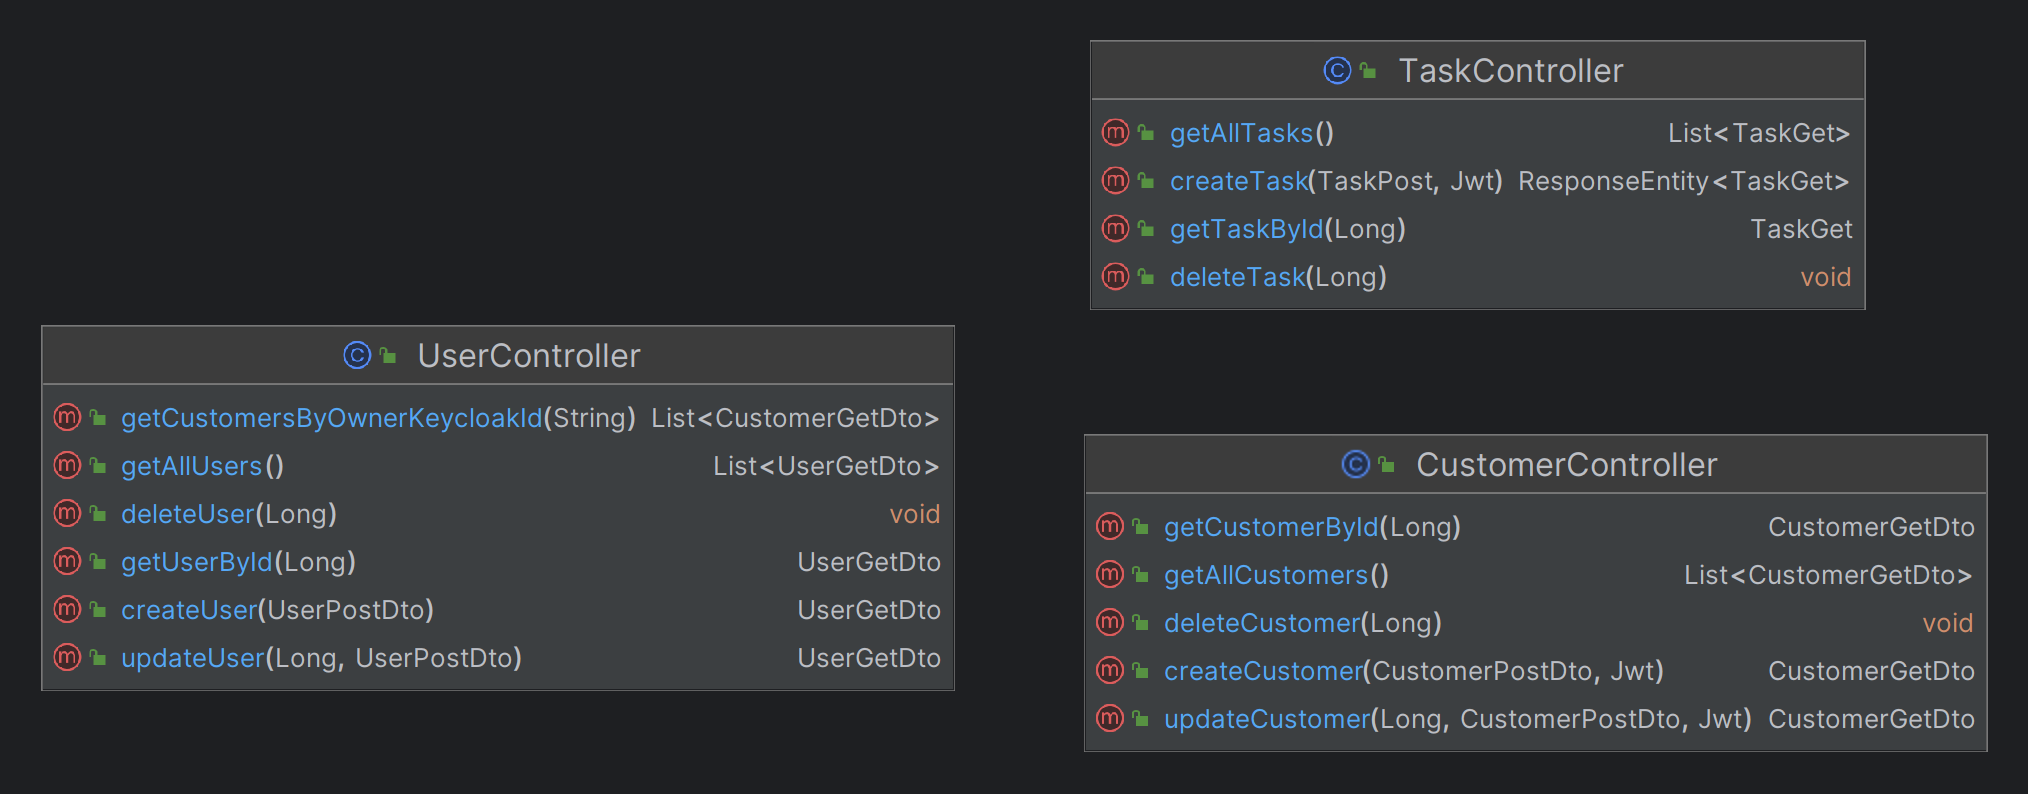 TaskController
getAllTasks() List<TaskGet>
createTask(TaskPost, Jwt) ResponseEntity<TaskGet>
getTaskById(Long) TaskGet
deleteTask(Long) void
UserController
getCustomersByOwnerKeycloakId(String) List<CustomerGetDto>
getAllUsers() List<UserGetDto>
deleteUser(Long) void
getUserById(Long) UserGetDto
createUser(UserPostDto) UserGetDto
updateUser(Long, UserPostDto) UserGetDto
CustomerController
getCustomerById(Long) CustomerGetDto
getAllCustomers() List<CustomerGetDto>
deleteCustomer(Long) void
createCustomer(CustomerPostDto, Jwt) CustomerGetDto
updateCustomer(Long, CustomerPostDto, Jwt) CustomerGetDto